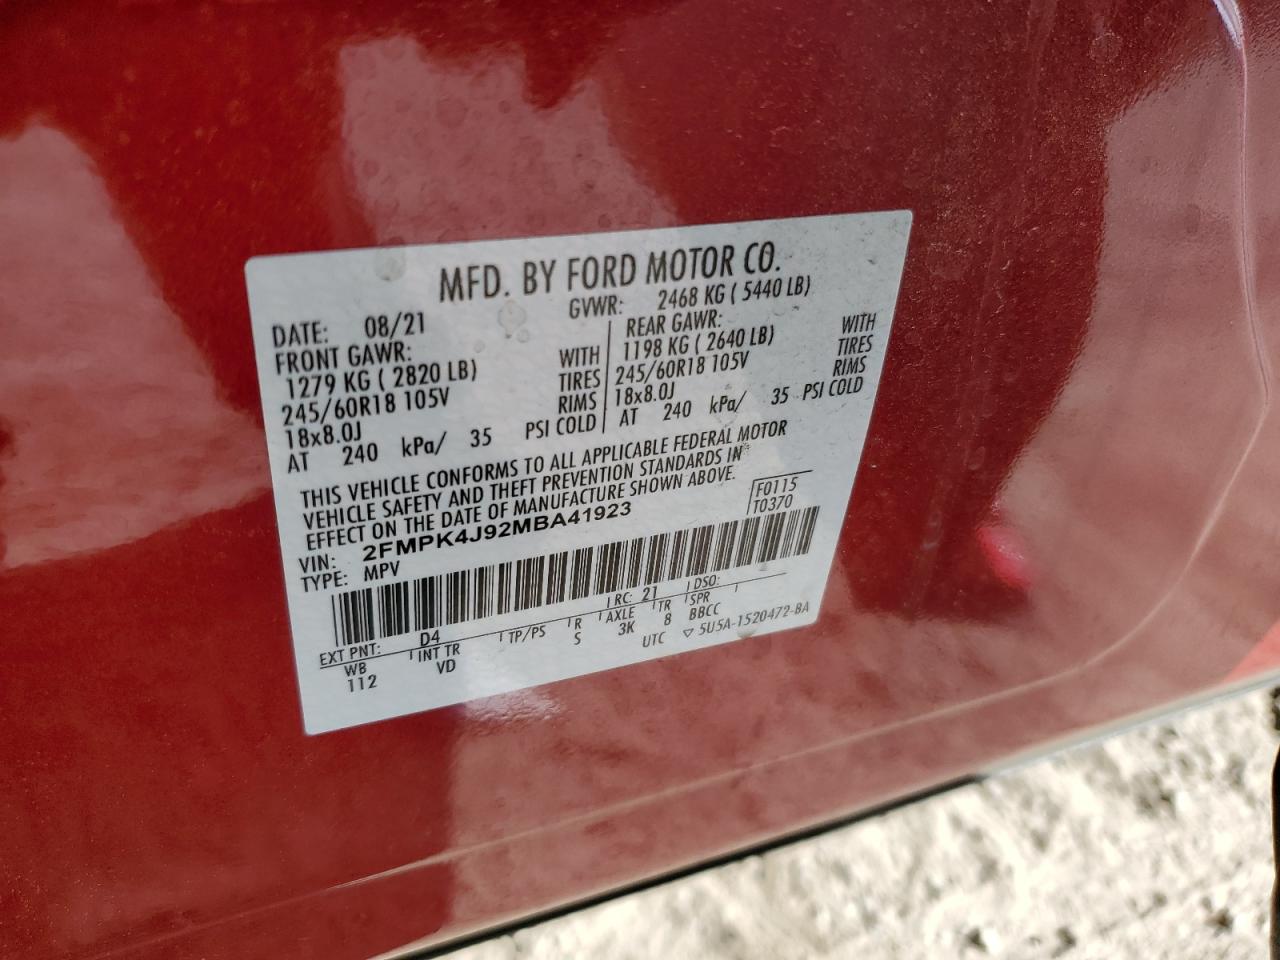 MFD. BY FORD MOTOR CO.
DATE: 08/21 GVWR: 2468 KG ( 5440 LB)
FRONT GAWR:
1279 KG ( 2820 LB) WITH
245/60R18 105V TIRES
18x8.0J RIMS
AT 240 kPa/ 35 PSI COLD
REAR GAWR:
1198 KG ( 2640 LB) WITH
245/60R18 105V TIRES
18x8.0J RIMS
AT 240 kPa/ 35 PSI COLD
THIS VEHICLE CONFORMS TO ALL APPLICABLE FEDERAL MOTOR
VEHICLE SAFETY AND THEFT PREVENTION STANDARDS IN
EFFECT ON THE DATE OF MANUFACTURE SHOWN ABOVE.
VIN: 2FMPK4J92MBA41923
F0115
T0370
TYPE: MPV
EXT PNT: D4 RC: 21 DSO:
WB INT TR TP/PS R AXLE TR SPR
112 VD S 3K 8 BBCC
UTC ▽ 5U5A-1520472-BA